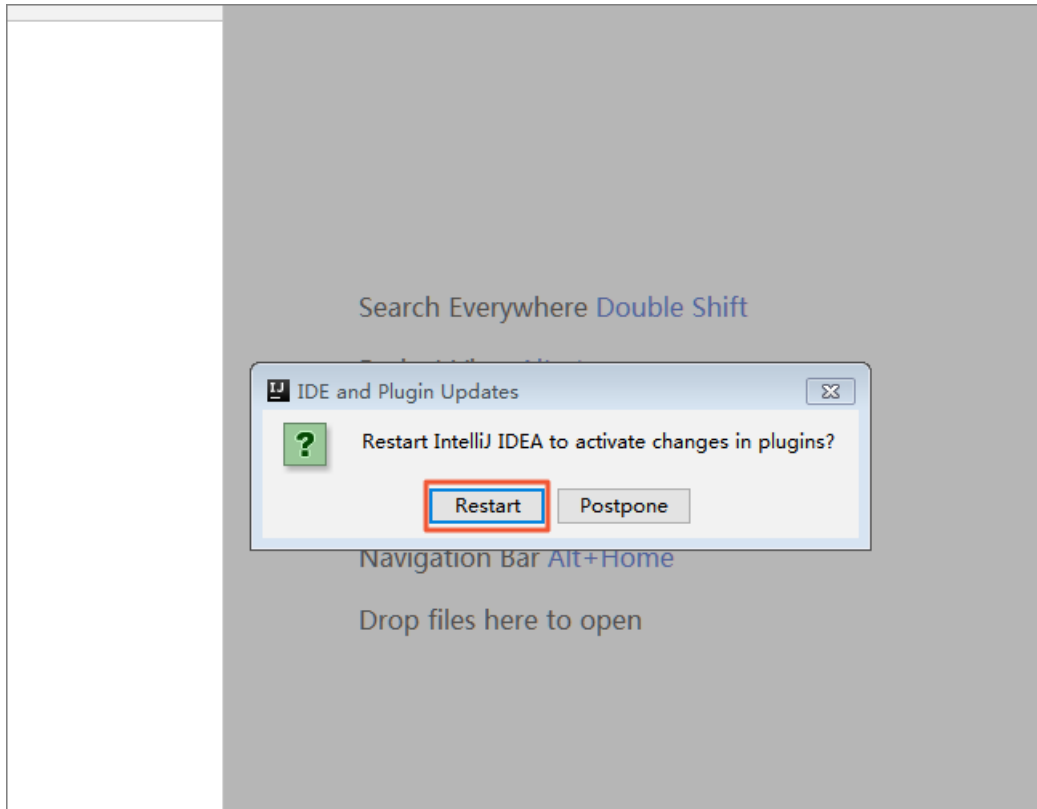 Search Everywhere Double Shift
IDE and Plugin Updates
Restart IntelliJ IDEA to activate changes in plugins?
Restart
Postpone
Navigation Bar Alt+Home
Drop files here to open